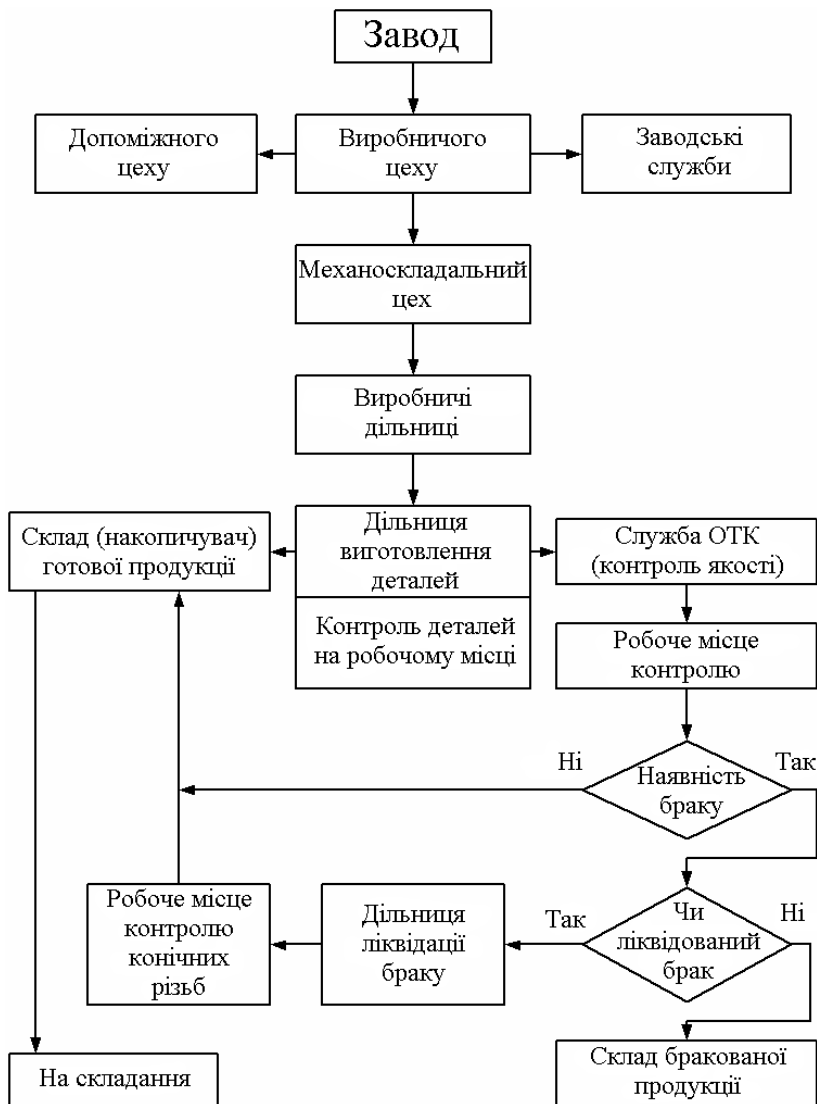 Завод
Допоміжного
цеху
Виробничого
цеху
Заводські
служби
Механоскладальний
цех
Виробничі
дільниці
Склад (накопичувач)
готової продукції
Дільниця
виготовлення
деталей
Служба ОТК
(контроль якості)
Контроль деталей
на робочому місці
Робоче місце
контролю
Ні
Наявність
браку
Так
Робоче місце
контролю
конічних
різьб
Дільниця
ліквідації
браку
Так
Чи
ліквідований
брак
Ні
На складання
Склад бракованої
продукції